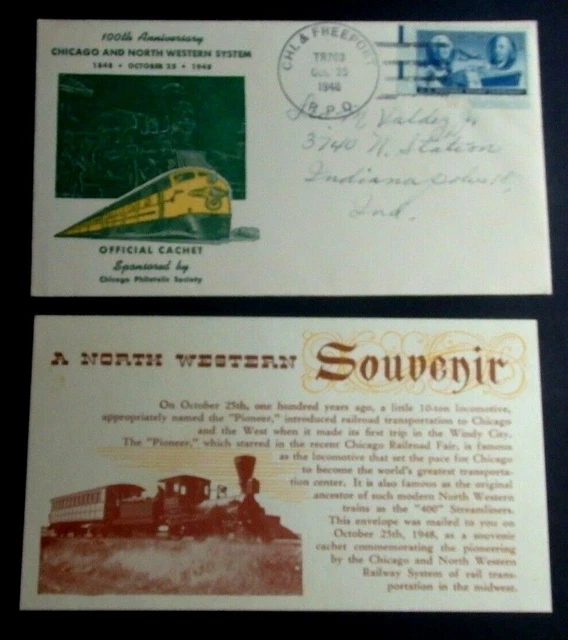 100th Anniversary
CHICAGO AND NORTH WESTERN SYSTEM
1848 • OCTOBER 25 • 1948
OFFICIAL CACHET
Sponsored by
Chicago Philatelic Society
CHI. & FREEPORT
TR703
Oct. 25
1948
R.P.O.
Valdez
3740 N. Station
Indianapolis
Ind.
A NORTH WESTERN Souvenir
On October 25th, one hundred years ago, a little 10-ton locomotive,
appropriately named the "Pioneer," introduced railroad transportation to Chicago
and the West when it made its first trip in the Windy City.
The "Pioneer," which starred in the recent Chicago Railroad Fair, is famous
as the locomotive that set the pace for Chicago
to become the world's greatest transporta-
tion center. It is also famous as the original
ancestor of such modern North Western
trains as the "400" Streamliners.
This envelope was mailed to you on
October 25th, 1948, as a souvenir
cachet commemorating the pioneering
by the Chicago and North Western
Railway System of rail trans-
portation in the midwest.